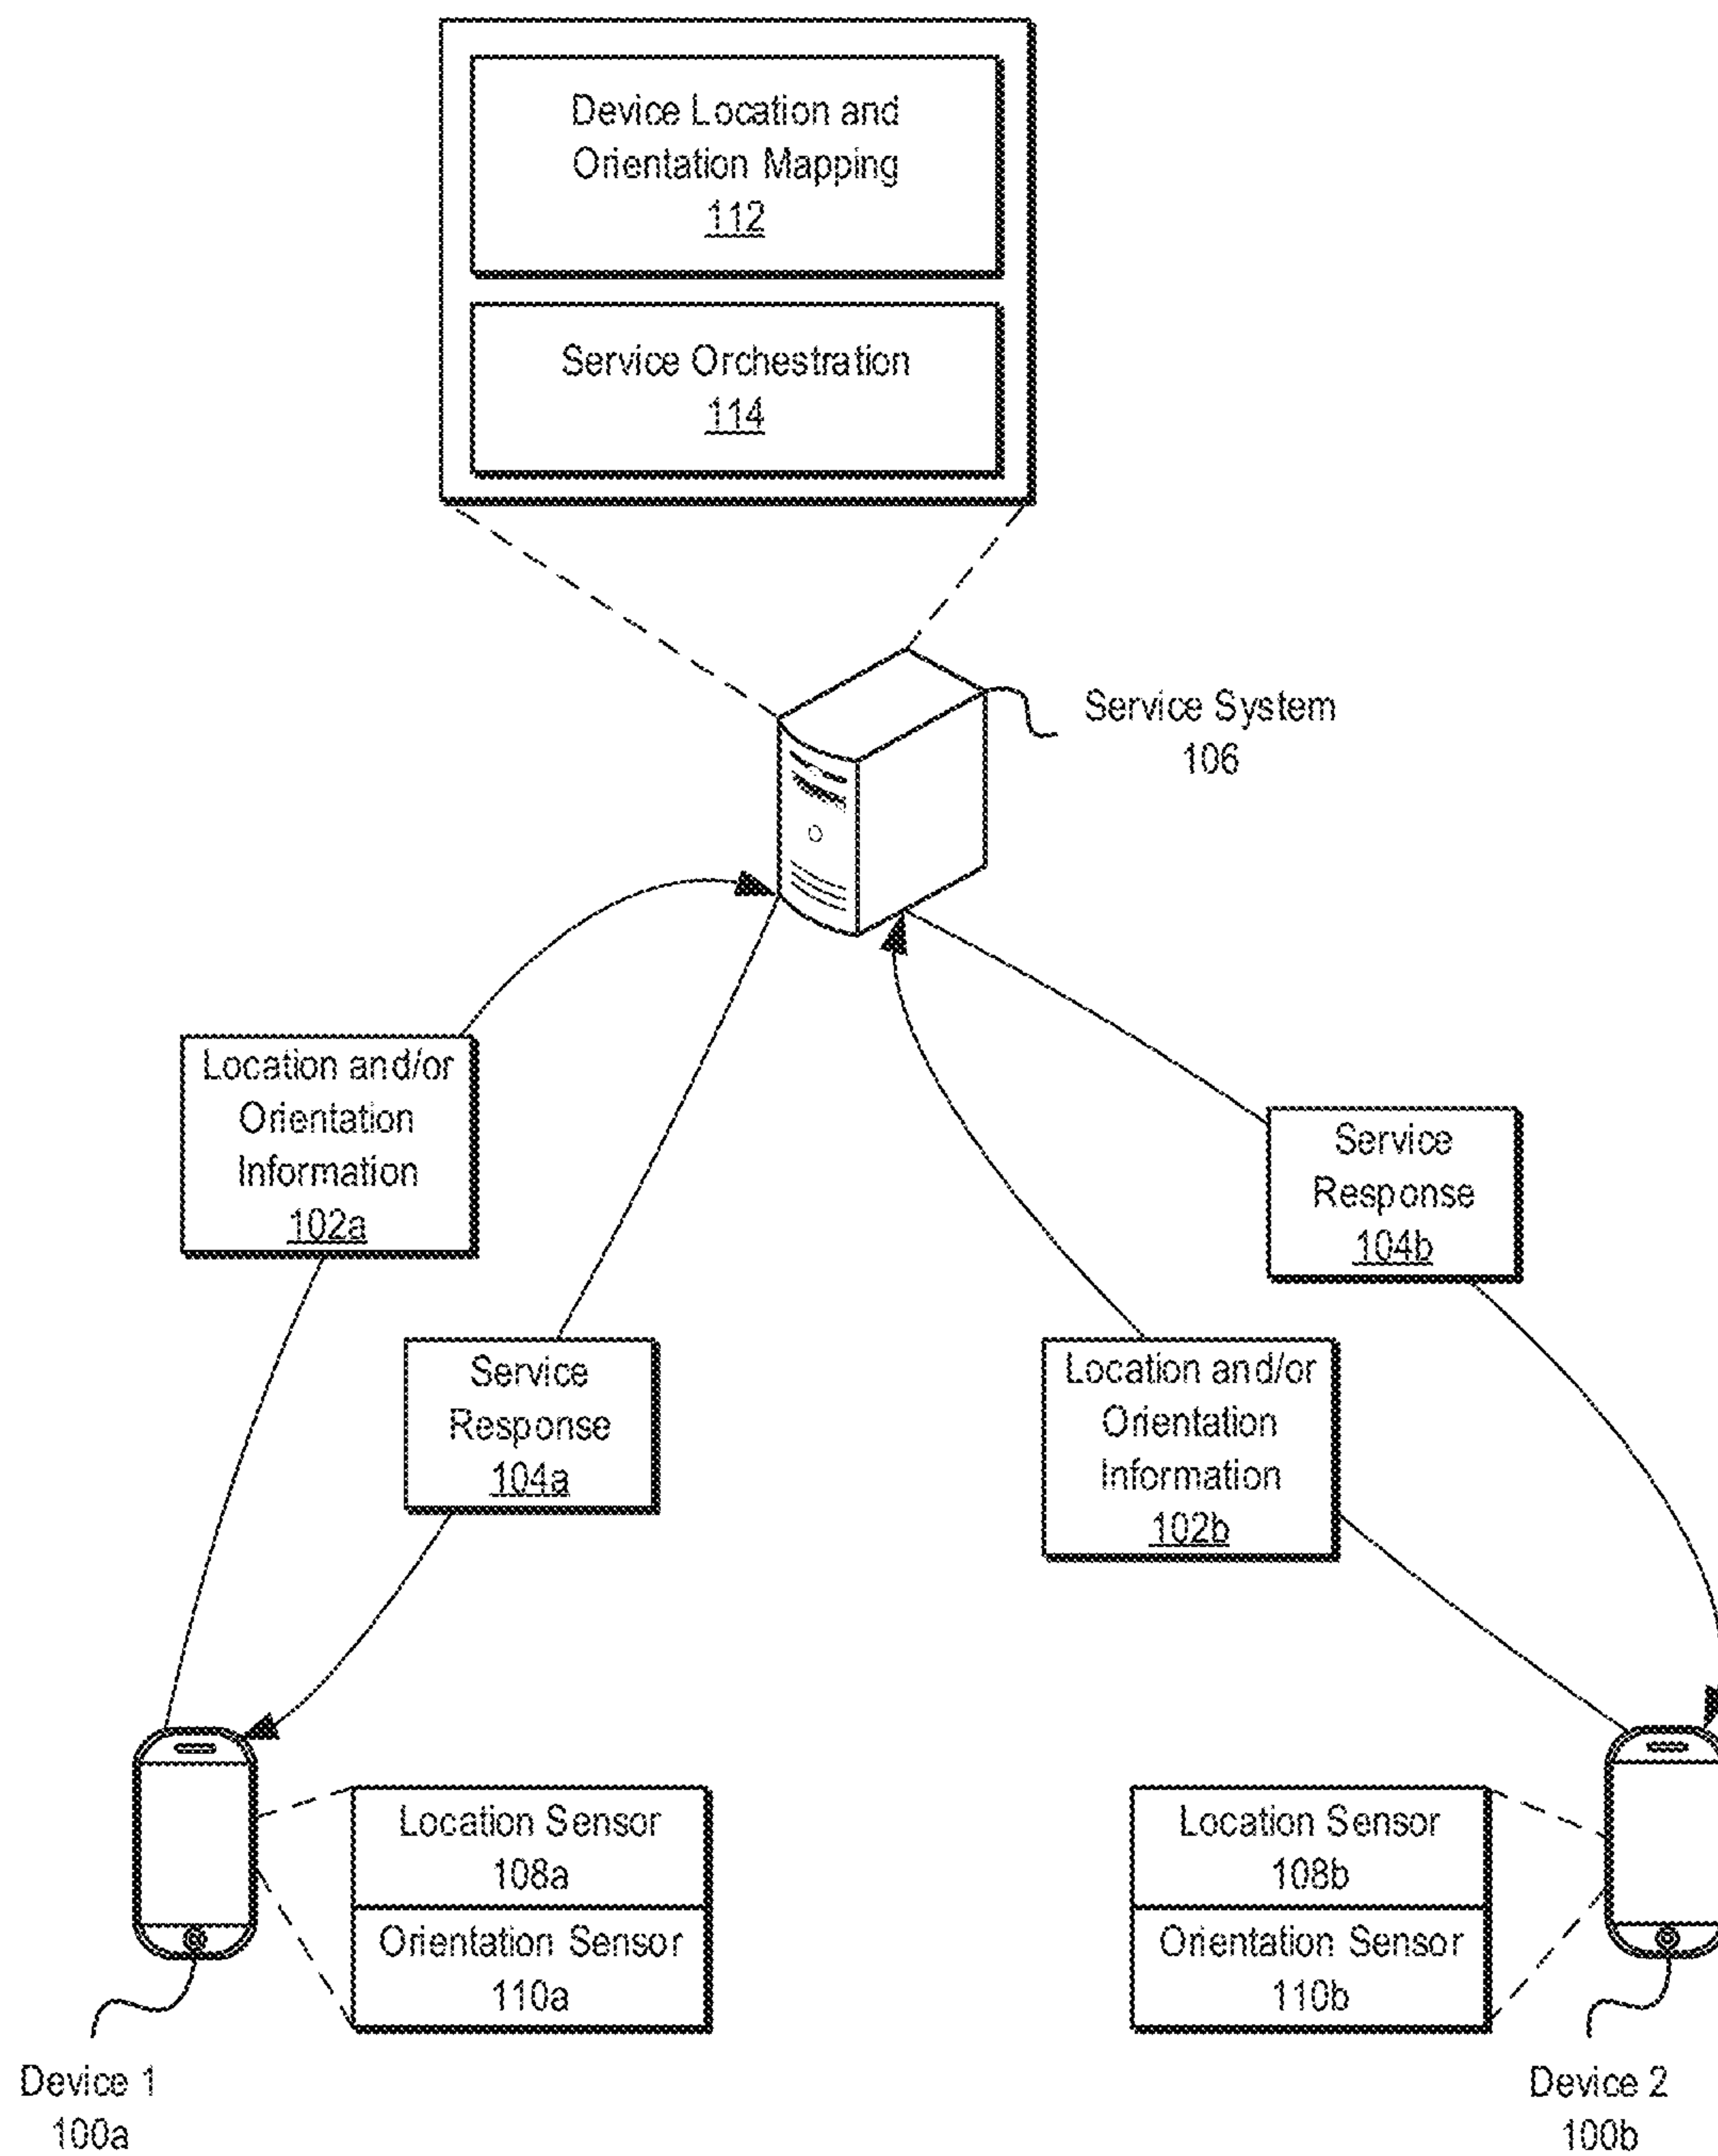 Device Location and
Orientation Mapping
112
Service Orchestration
114
Service System
106
Location and/or
Orientation
Information
102a
Service
Response
104b
Service
Response
104a
Location and/or
Orientation
Information
102b
Location Sensor
108a
Orientation Sensor
110a
Location Sensor
108b
Orientation Sensor
110b
Device 1
100a
Device 2
100b